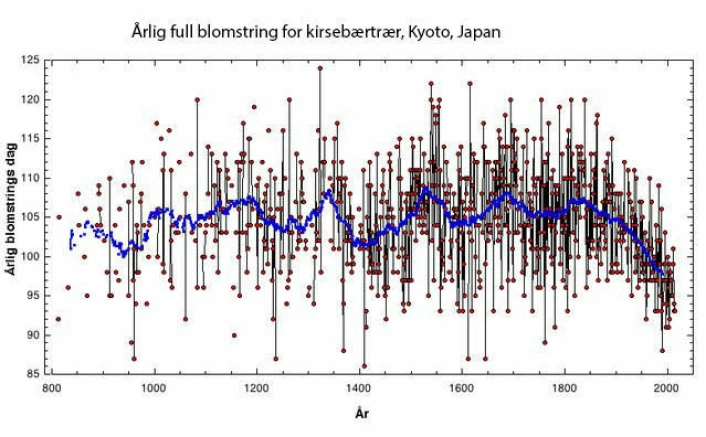 Årlig full blomstring for kirsebærtrær, Kyoto, Japan
125
120
115
110
105
100
95
90
85
Årlig blomstrings dag
800 1000 1200 1400 1600 1800 2000
År